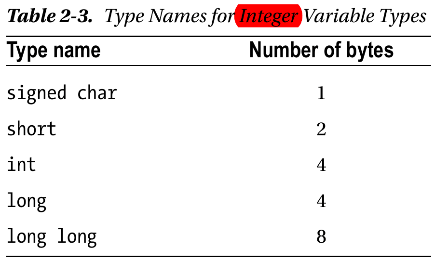 Table 2-3. Type Names for Integer Variable Types
Type name Number of bytes
signed char 1
short 2
int 4
long 4
long long 8